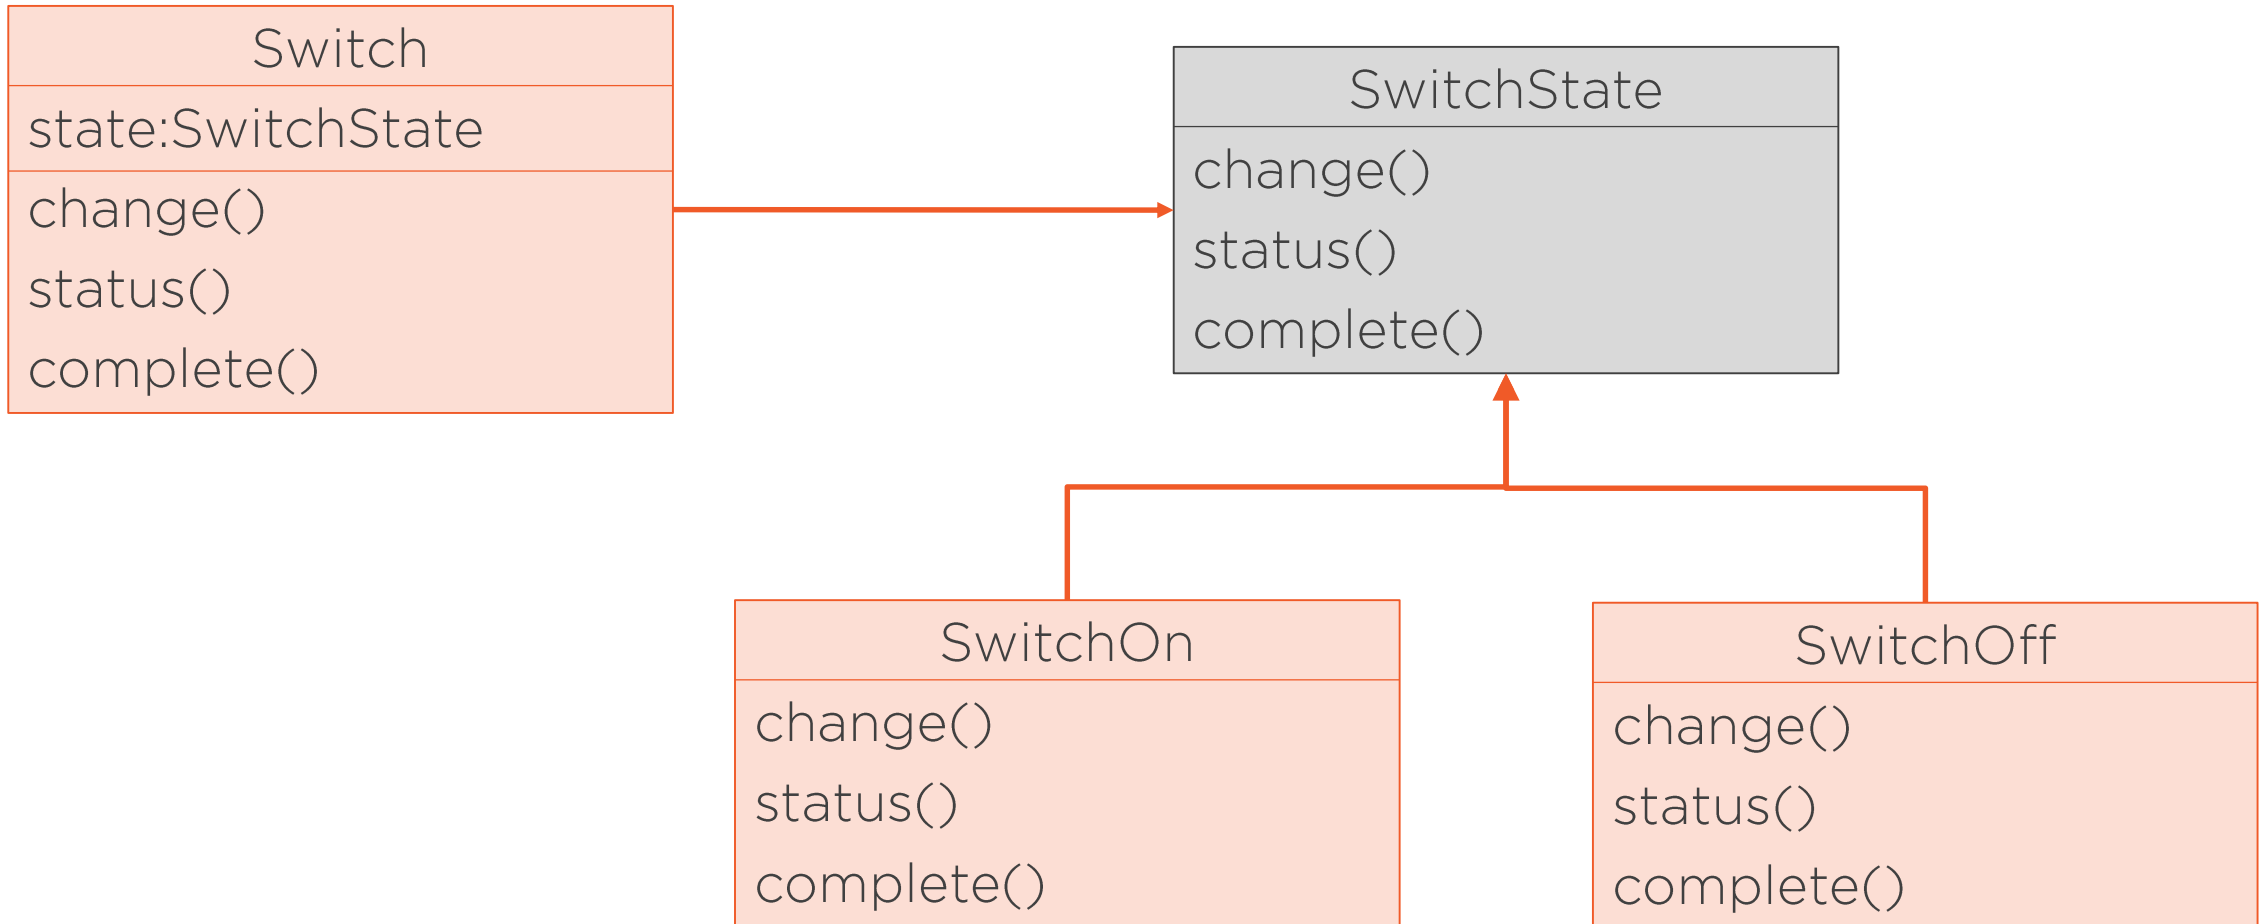 Switch
state:SwitchState
change()
status()
complete()
SwitchState
change()
status()
complete()
SwitchOn
change()
status()
complete()
SwitchOff
change()
status()
complete()